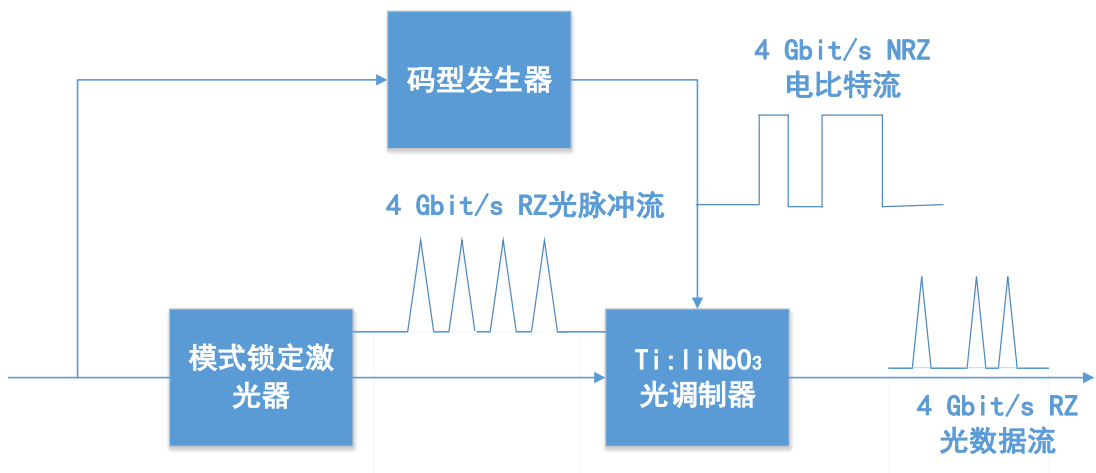 码型发生器
4 Gbit/s NRZ
电比特流
4 Gbit/s RZ光脉冲流
模式锁定激
光器
Ti:liNbO₃
光调制器
4 Gbit/s RZ
光数据流